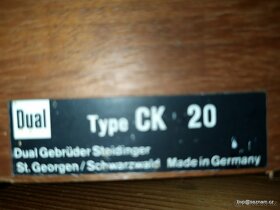 Dual Type CK 20
Dual Gebrüder Steidinger
St. Georgen / Schwarzwald Made in Germany